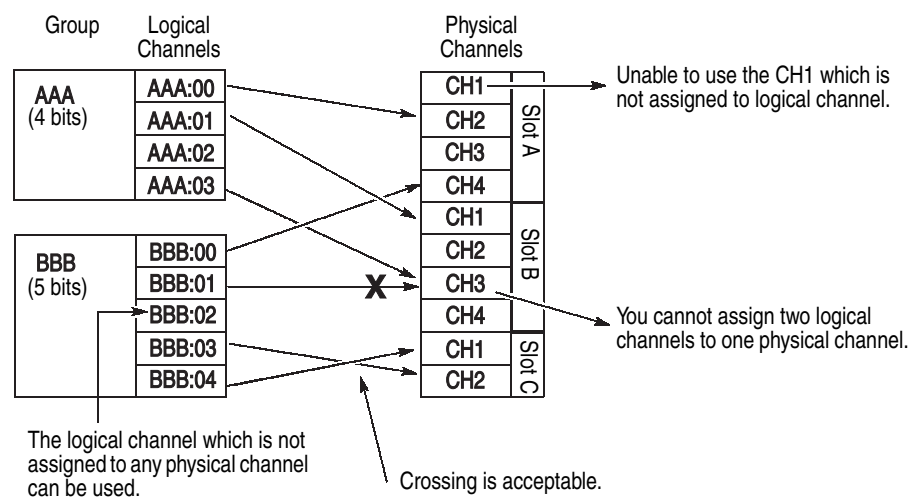 Group
Logical
Channels
Physical
Channels
AAA
(4 bits)
AAA:00
AAA:01
AAA:02
AAA:03
BBB
(5 bits)
BBB:00
BBB:01
BBB:02
BBB:03
BBB:04
CH1
CH2
CH3
CH4
Slot A
CH1
CH2
CH3
CH4
Slot B
CH1
CH2
Slot C
X
Unable to use the CH1 which is
not assigned to logical channel.
You cannot assign two logical
channels to one physical channel.
The logical channel which is not
assigned to any physical channel
can be used.
Crossing is acceptable.